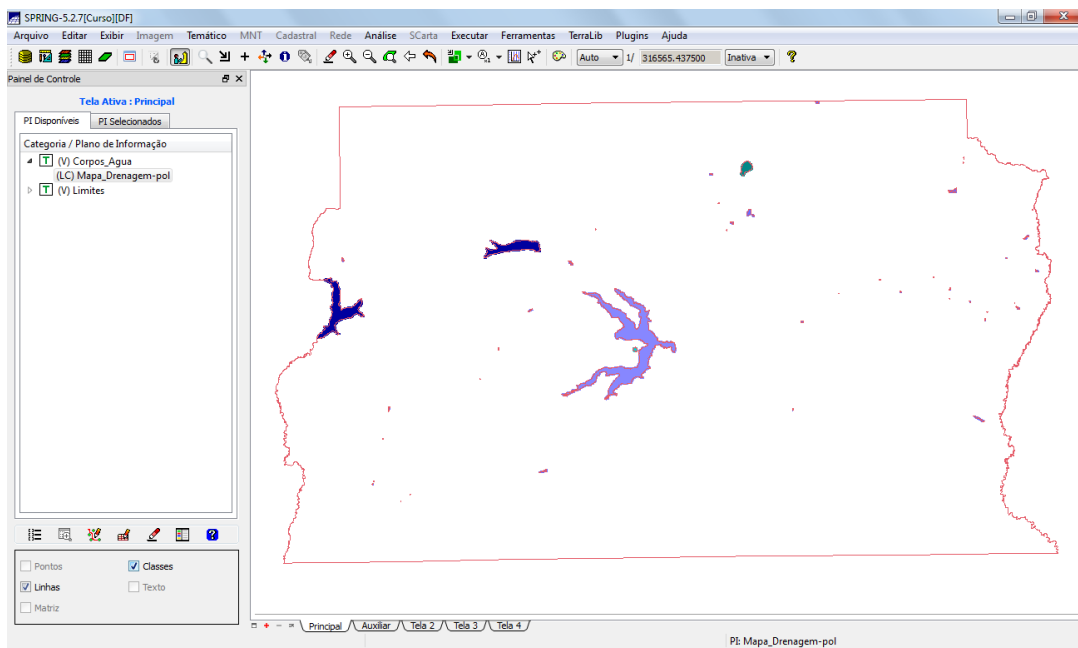 SPRING-5.2.7[Curso][DF]
Arquivo Editar Exibir Imagem Temático MNT Cadastral Rede Análise SCarta Executar Ferramentas TerraLib Plugins Ajuda
Auto 1/ 316565.437500 Inativa
Painel de Controle
Tela Ativa : Principal
PI Disponíveis PI Selecionados
Categoria / Plano de Informação
T (V) Corpos_Agua
(LC) Mapa_Drenagem-pol
T (V) Limites
Pontos Classes
Linhas Texto
Matriz
Principal Auxiliar Tela 2 Tela 3 Tela 4
PI: Mapa_Drenagem-pol